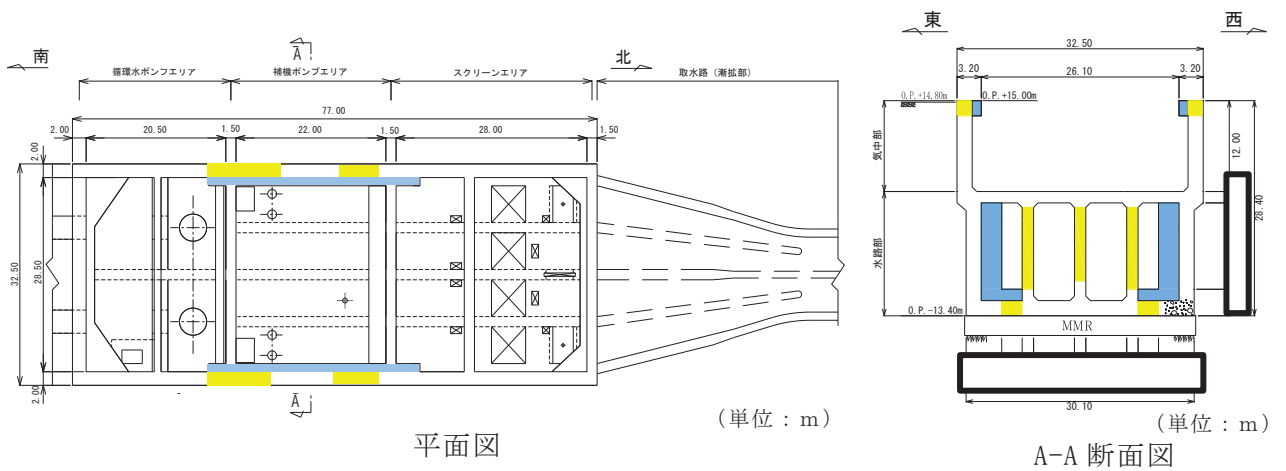 南
A
北
循環水ポンプエリア
補機ポンプエリア
スクリーンエリア
取水路（漸拡部）
77.00
2.00
20.50
1.50
22.00
1.50
28.00
1.50
2.00
32.50
28.50
2.00
A
（単位：m）
平面図
東
西
32.50
3.20
26.10
3.20
O.P.+14.80m
O.P.+15.00m
気中部
12.00
28.40
水路部
O.P.-13.40m
MMR
30.10
（単位：m）
A-A 断面図